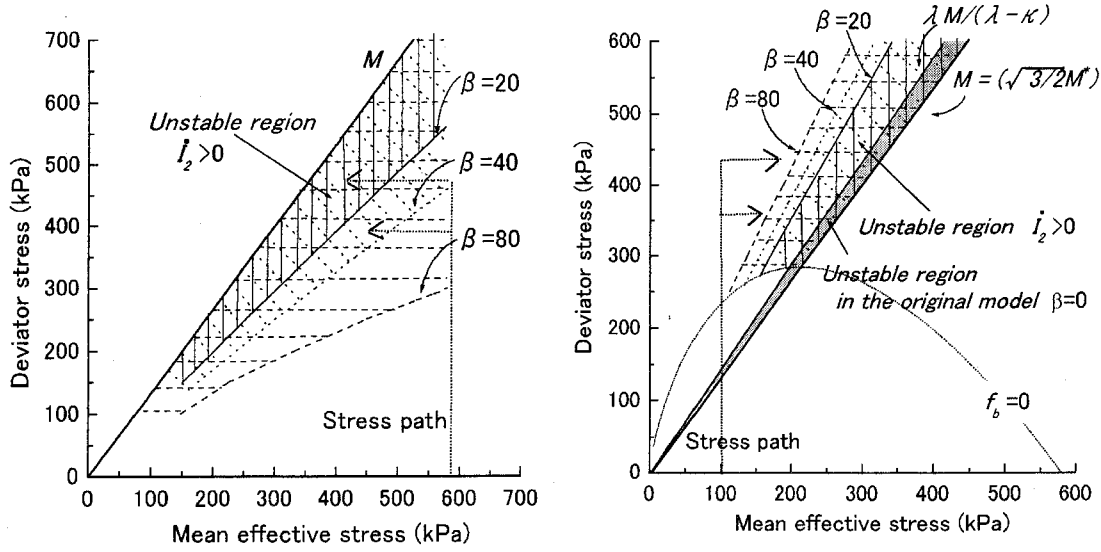 700
600
500
400
300
200
100
0
Deviator stress (kPa)
M
β=20
Unstable region
İ₂>0
β=40
β=80
Stress path
0 100 200 300 400 500 600 700
Mean effective stress (kPa)
β=20
λM/(λ-κ)
β=40
M=(√3/2M*)
β=80
600
500
400
300
200
100
0
Deviator stress (kPa)
Unstable region İ₂>0
Unstable region
in the original model β=0
f_b=0
Stress path
0 100 200 300 400 500 600
Mean effective stress (kPa)